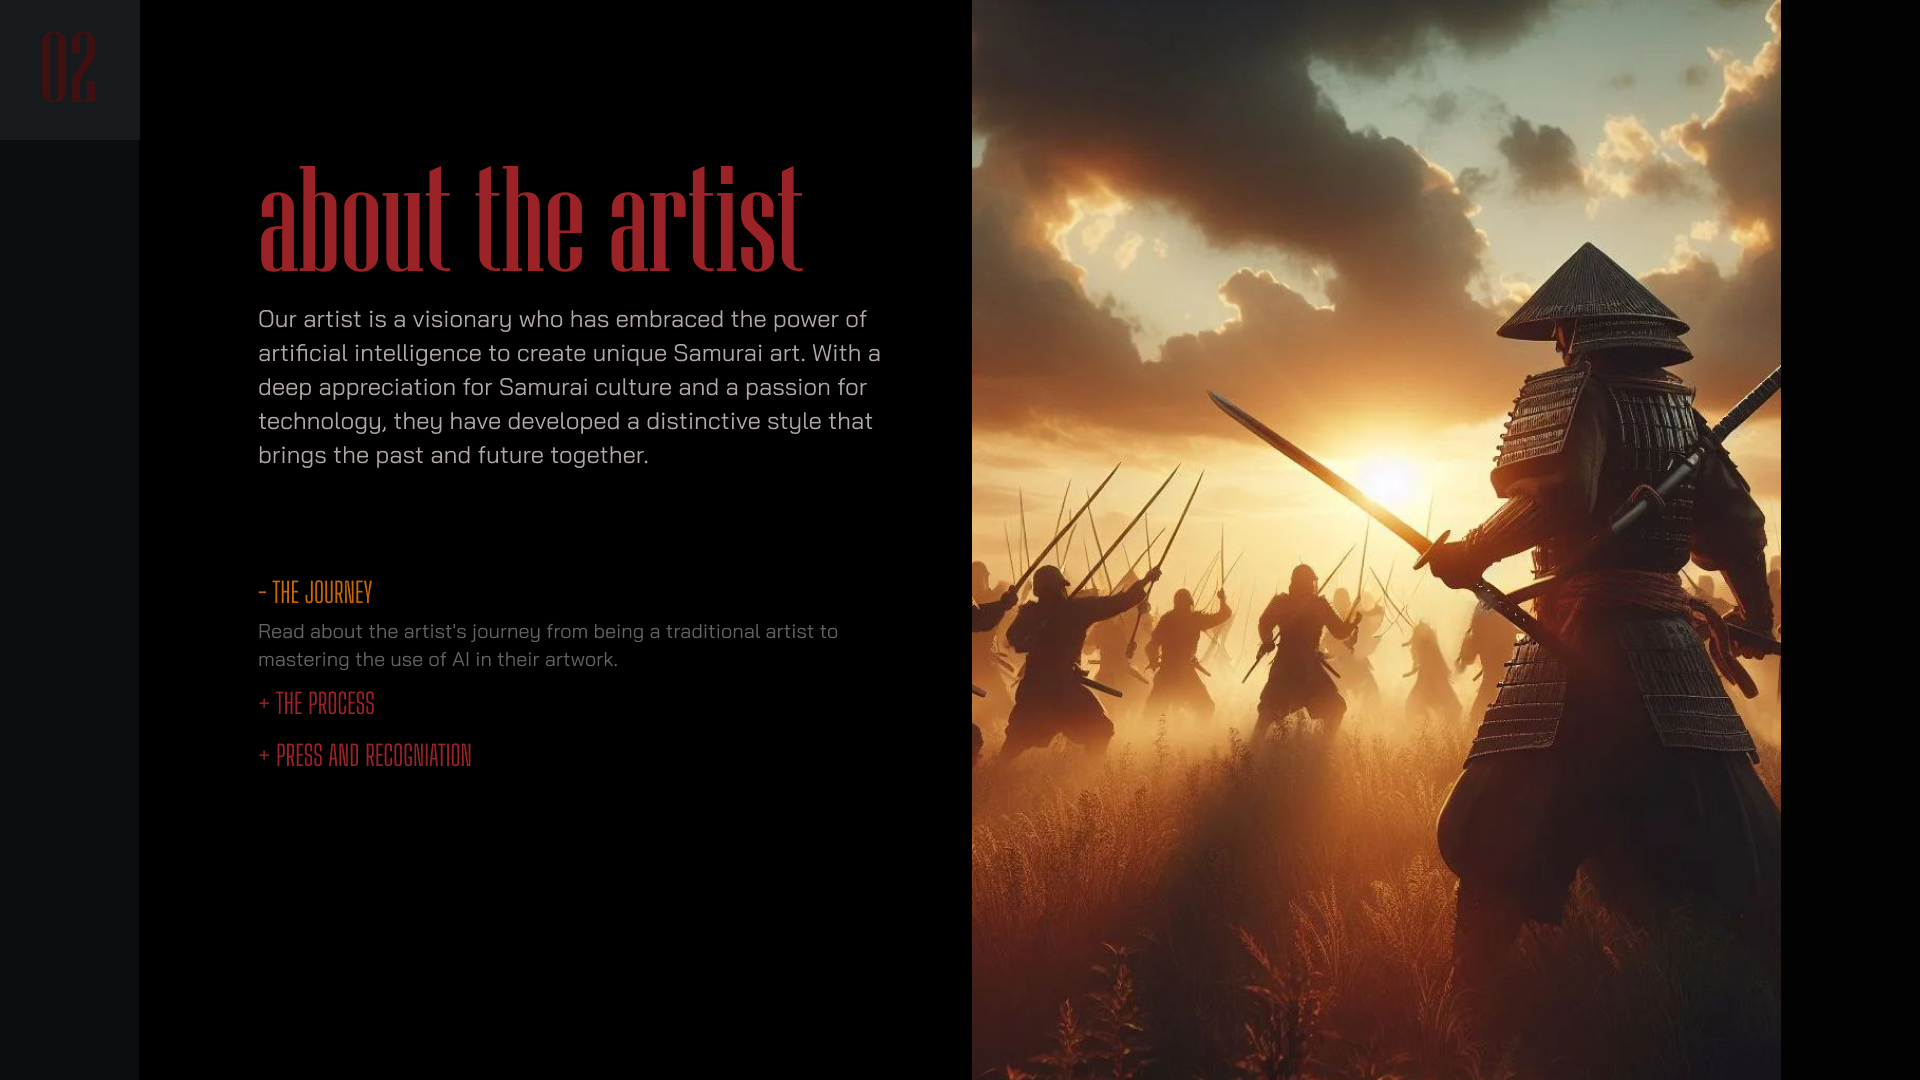 02
about the artist
Our artist is a visionary who has embraced the power of
artificial intelligence to create unique Samurai art. With a
deep appreciation for Samurai culture and a passion for
technology, they have developed a distinctive style that
brings the past and future together.
- THE JOURNEY
Read about the artist's journey from being a traditional artist to
mastering the use of AI in their artwork.
+ THE PROCESS
+ PRESS AND RECOGNIATION